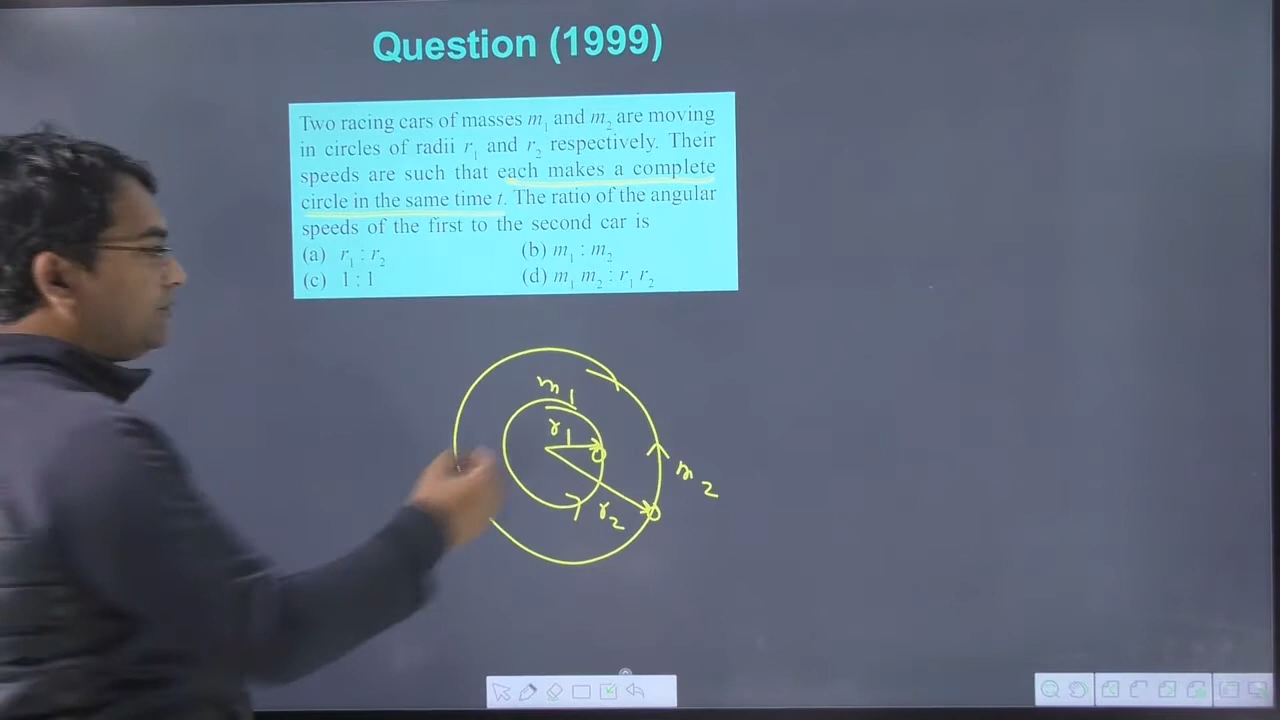 Question (1999)
Two racing cars of masses m₁ and m₂ are moving
in circles of radii r₁ and r₂ respectively. Their
speeds are such that each makes a complete
circle in the same time t. The ratio of the angular
speeds of the first to the second car is
(a) r₁ : r₂ (b) m₁ : m₂
(c) 1 : 1 (d) m₁ m₂ : r₁ r₂
m₁
r₁
m₂
r₂